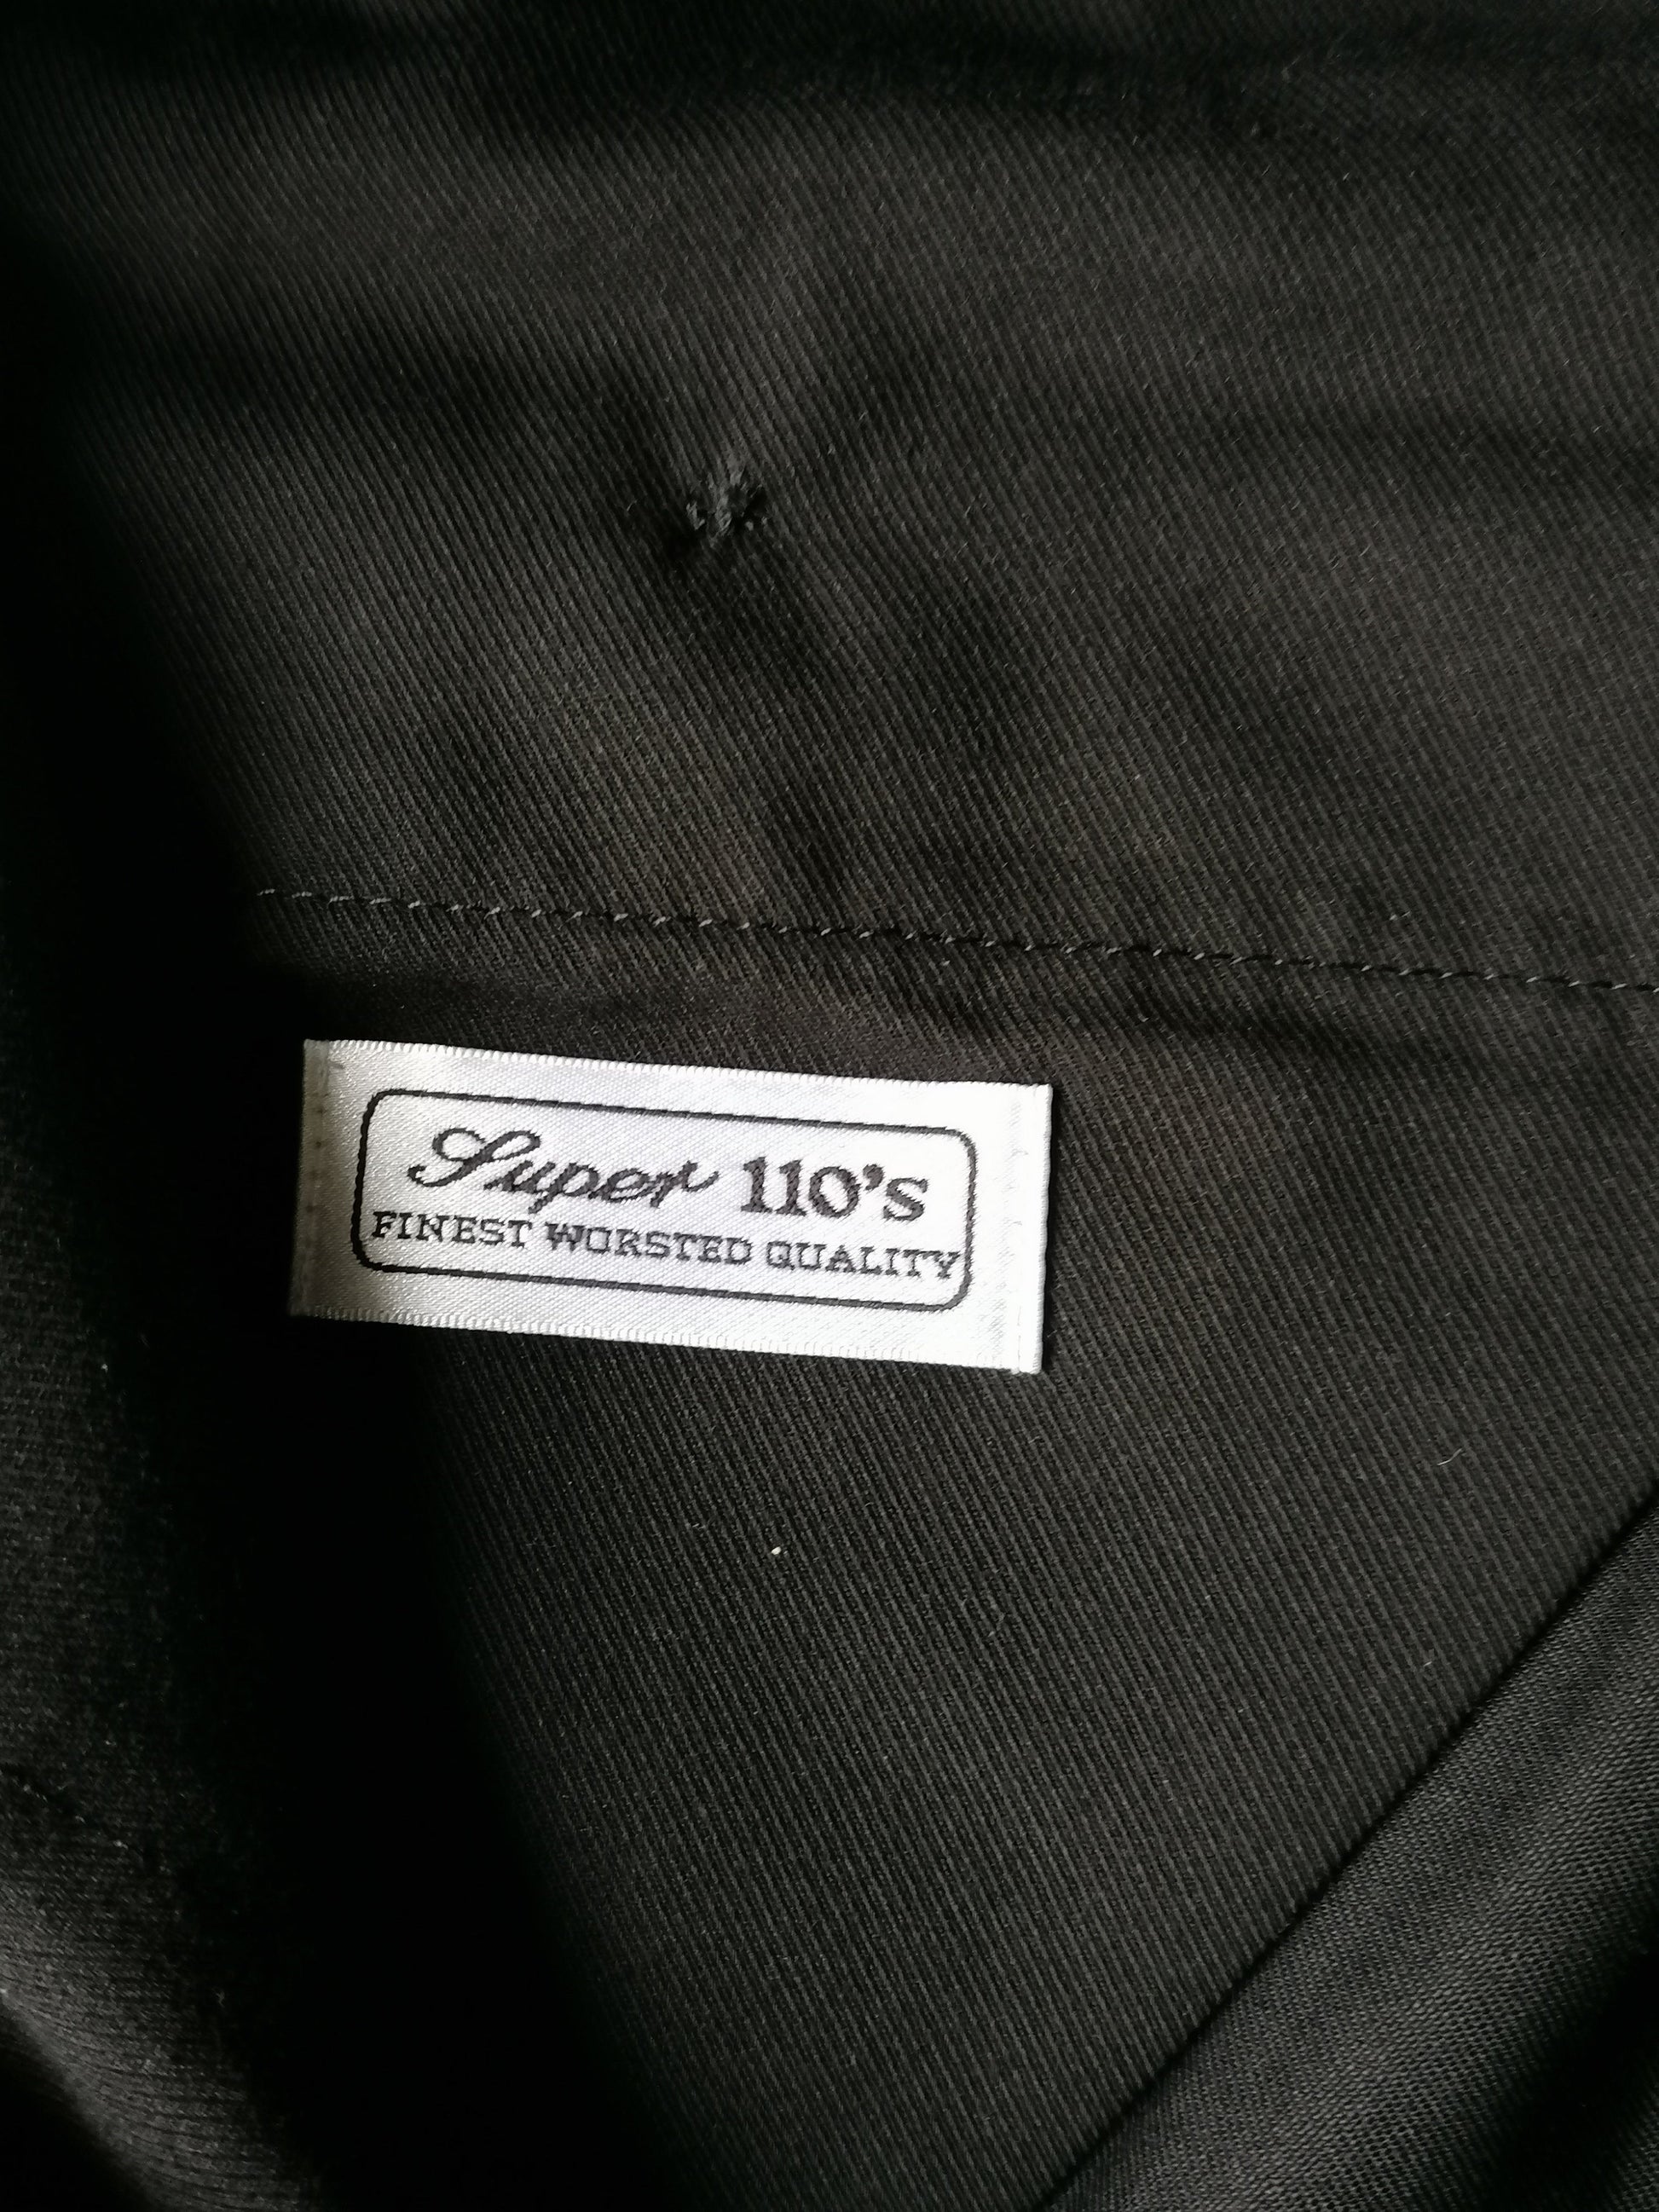 Super 110's
FINEST WORSTED QUALITY